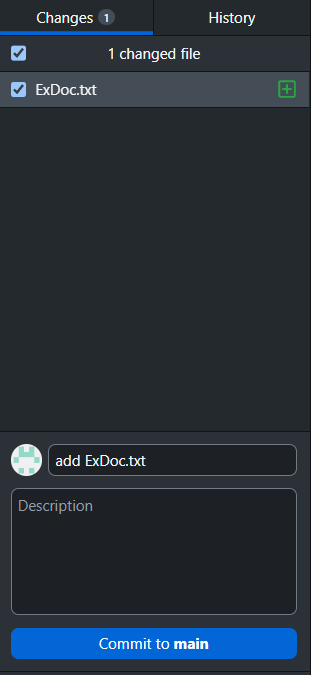 Changes 1 History
1 changed file
ExDoc.txt
add ExDoc.txt
Description
Commit to main